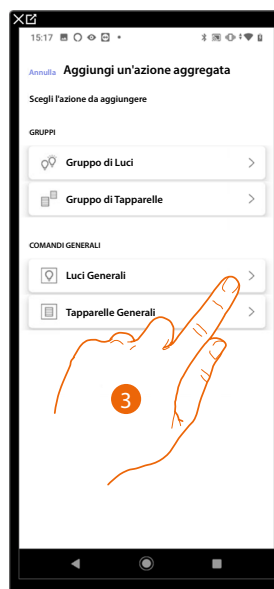 15:17
Annulla Aggiungi un'azione aggregata
Scegli l'azione da aggiungere
GRUPPI
Gruppo di Luci
Gruppo di Tapparelle
COMANDI GENERALI
Luci Generali
Tapparelle Generali
3